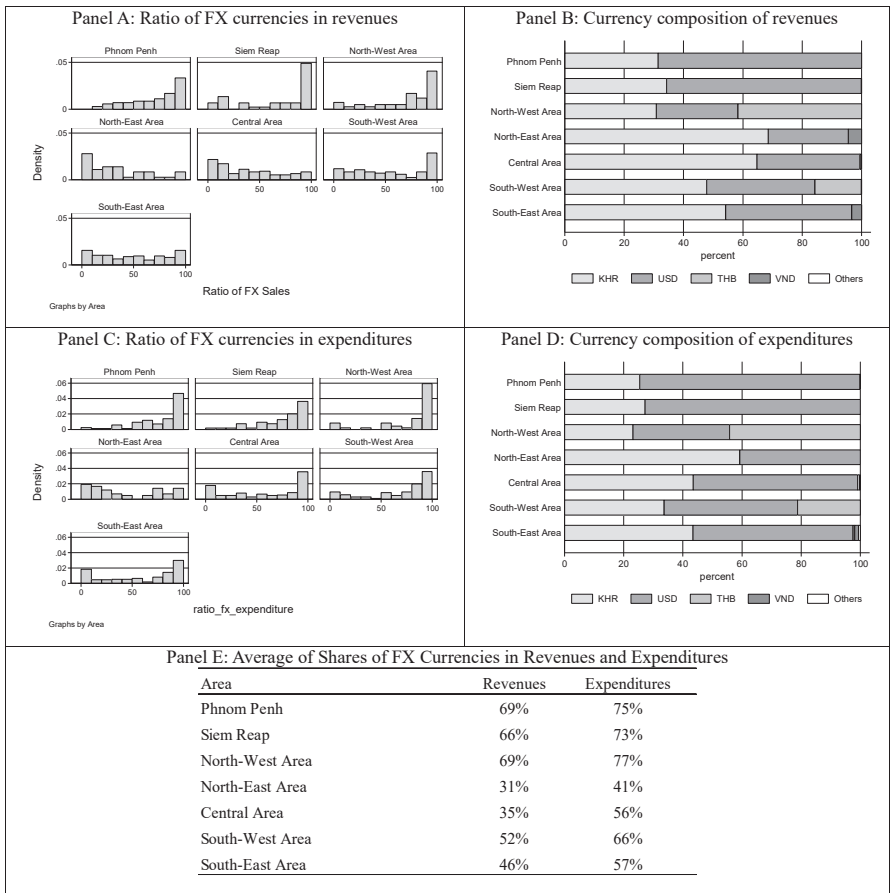 Panel A: Ratio of FX currencies in revenues
Phnom Penh Siem Reap North-West Area
.05
0
North-East Area Central Area South-West Area
.05
0
0 50 100 0 50 100
South-East Area
.05
0
0 50 100
Density
Ratio of FX Sales
Graphs by Area
Panel B: Currency composition of revenues
Phnom Penh
Siem Reap
North-West Area
North-East Area
Central Area
South-West Area
South-East Area
0 20 40 60 80 100
percent
KHR USD THB VND Others
Panel C: Ratio of FX currencies in expenditures
Phnom Penh Siem Reap North-West Area
.06
.04
.02
0
North-East Area Central Area South-West Area
.06
.04
.02
0
0 50 100 0 50 100
South-East Area
.06
.04
.02
0
0 50 100
Density
ratio_fx_expenditure
Graphs by Area
Panel D: Currency composition of expenditures
Phnom Penh
Siem Reap
North-West Area
North-East Area
Central Area
South-West Area
South-East Area
0 20 40 60 80 100
percent
KHR USD THB VND Others
Panel E: Average of Shares of FX Currencies in Revenues and Expenditures
Area Revenues Expenditures
Phnom Penh 69% 75%
Siem Reap 66% 73%
North-West Area 69% 77%
North-East Area 31% 41%
Central Area 35% 56%
South-West Area 52% 66%
South-East Area 46% 57%